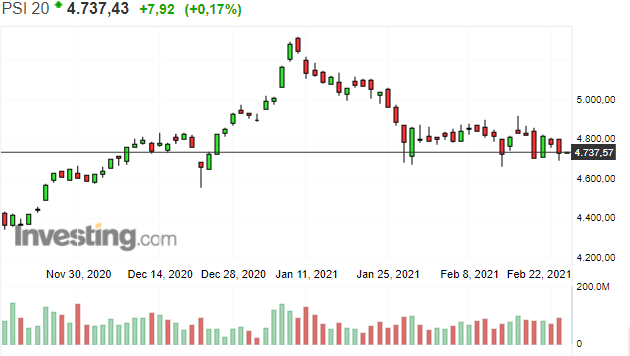 PSI 20 4.737,43 +7,92 (+0,17%)
5.000,00
4.800,00
4.737,57
4.600,00
4.400,00
4.200,00
Investing.com
Nov 30, 2020 Dec 14, 2020 Dec 28, 2020 Jan 11, 2021 Jan 25, 2021 Feb 8, 2021 Feb 22, 2021
200.0M
0